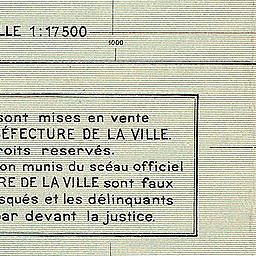 LLE 1:17500
1000
sont mises en vente
ÉFECTURE DE LA VILLE.
roits reservés.
on munis du scéau officiel
RE DE LA VILLE sont faux
squés et les délinquants
ar devant la justice.